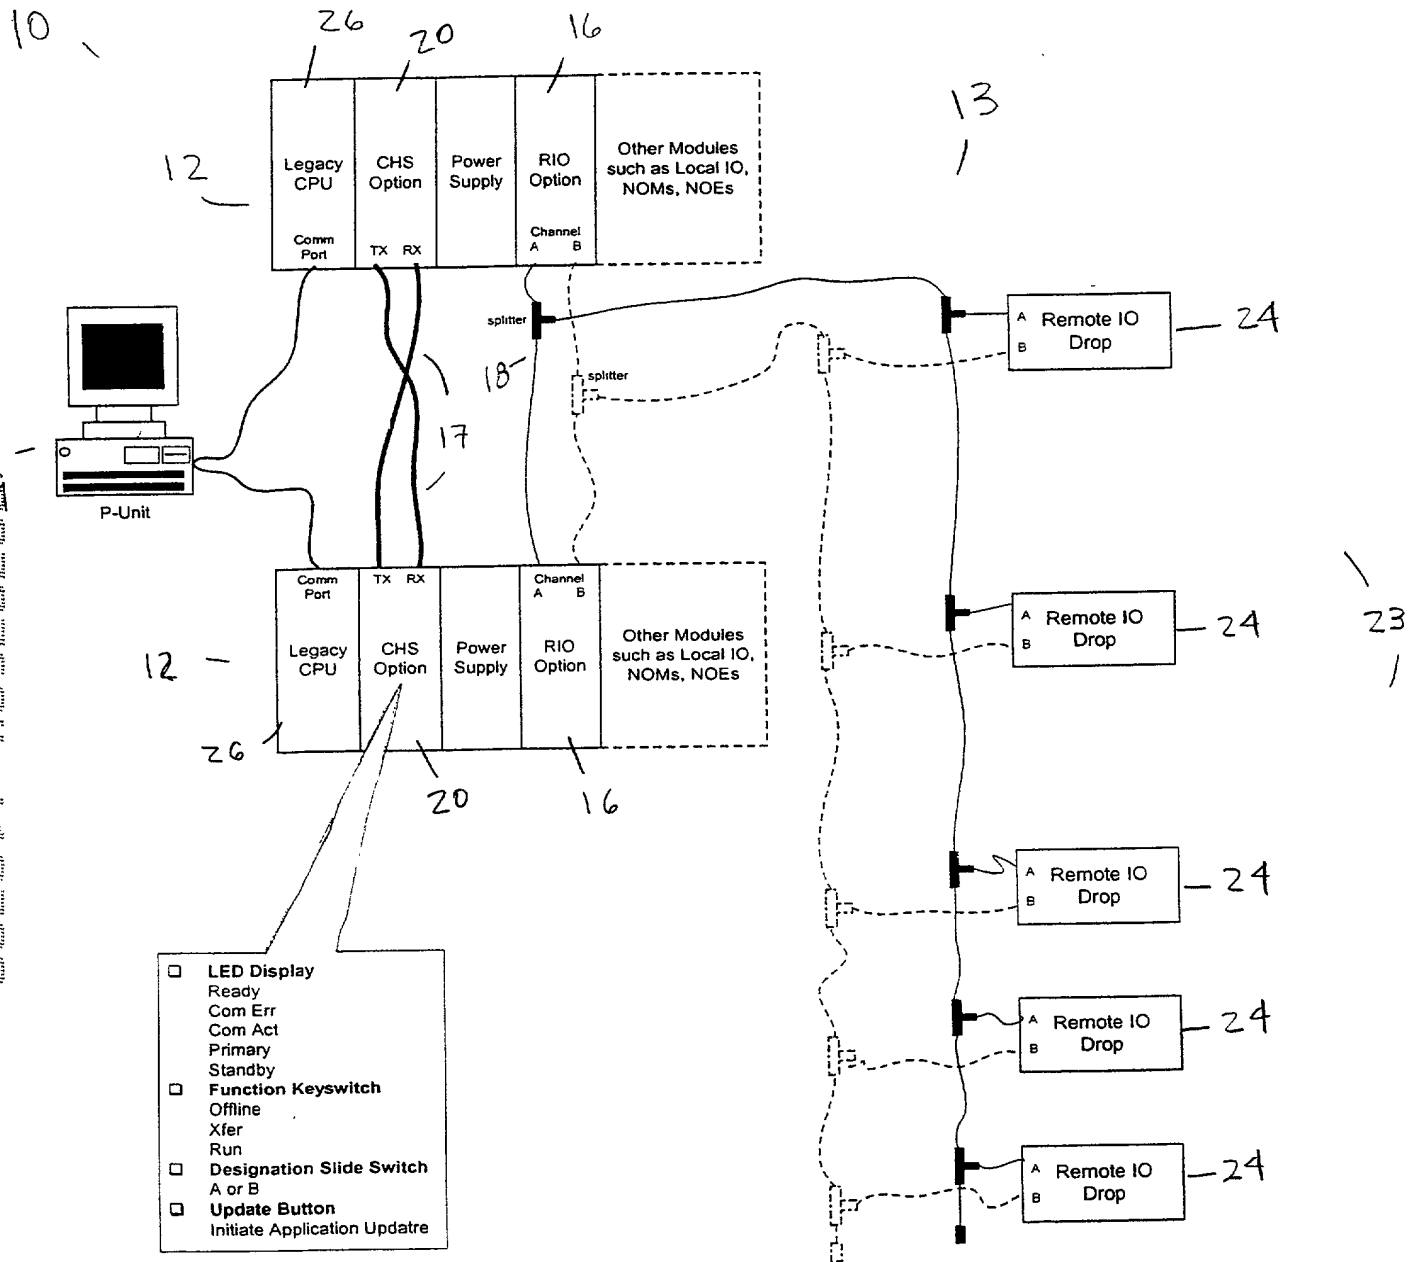 10
26
20
16
13
12
Legacy
CPU
CHS
Option
Power
Supply
RIO
Option
Other Modules
such as Local IO,
NOMs, NOEs
Comm
Port
TX RX
Channel
A B
splitter
18
splitter
17
A
B
Remote IO
Drop
24
P-Unit
Comm
Port
TX RX
Channel
A B
12
Legacy
CPU
CHS
Option
Power
Supply
RIO
Option
Other Modules
such as Local IO,
NOMs, NOEs
26
20
16
A
B
Remote IO
Drop
24
23
A
B
Remote IO
Drop
24
A
B
Remote IO
Drop
24
A
B
Remote IO
Drop
24
LED Display
Ready
Com Err
Com Act
Primary
Standby
Function Keyswitch
Offline
Xfer
Run
Designation Slide Switch
A or B
Update Button
Initiate Application Updatre